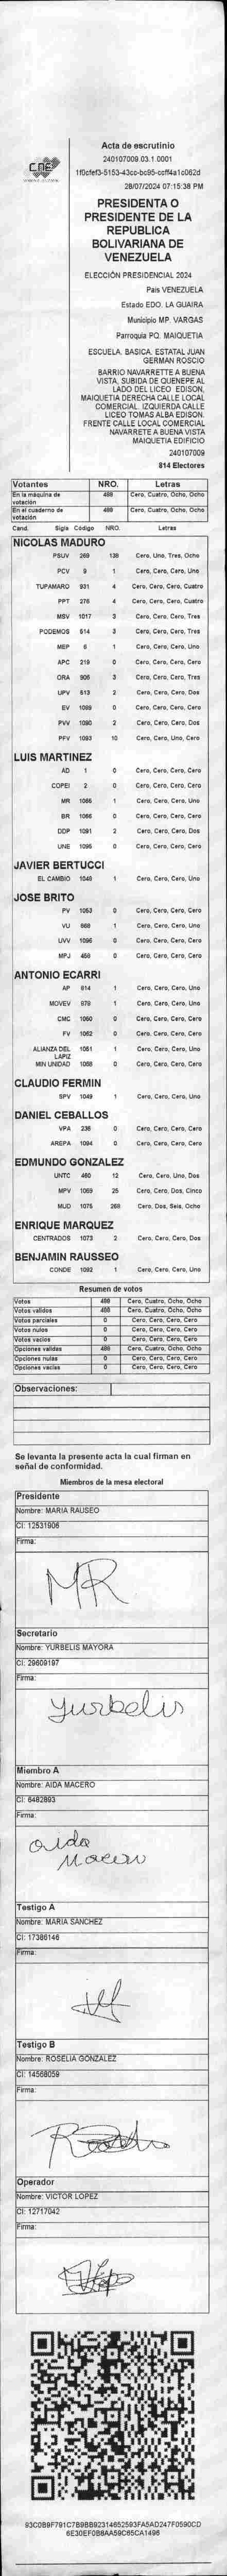 CNE
Acta de escrutinio
240107009.03.1.0001
28/07/2024 07:15:38 PM
PRESIDENTA O
PRESIDENTE DE LA
REPUBLICA
BOLIVARIANA DE
VENEZUELA
ELECCIÓN PRESIDENCIAL 2024
Pais VENEZUELA
Estado EDO. LA GUAIRA
Municipio MP. VARGAS
Parroquia PQ. MAIQUETIA
ESCUELA. BASICA. ESTATAL JUAN
GERMAN ROSCIO
BARRIO NAVARRETTE A BUENA
VISTA, SUBIDA DE QUENEPE AL
LADO DEL LICEO EDISON,
MAIQUETIA DERECHA CALLE LOCAL
COMERCIAL. IZQUIERDA CALLE
LICEO TOMAS ALBA EDISON.
FRENTE CALLE LOCAL COMERCIAL
NAVARRETE A BUENA VISTA
MAIQUETIA EDIFICIO
240107009
814 Electores
Votantes NRO. Letras
En la máquina de votación 488 Cero, Cuatro, Ocho, Ocho
En el cuaderno de votación 488 Cero, Cuatro, Ocho, Ocho
Cand. Sigla Código NRO. Letras
NICOLAS MADURO
PSUV 269 138 Cero, Uno, Tres, Ocho
PCV 9 1 Cero, Cero, Cero, Uno
TUPAMARO 931 4 Cero, Cero, Cero, Cuatro
PPT 276 4 Cero, Cero, Cero, Cuatro
MSV 1017 3 Cero, Cero, Cero, Tres
PODEMOS 514 3 Cero, Cero, Cero, Tres
MEP 6 1 Cero, Cero, Cero, Uno
APC 219 0 Cero, Cero, Cero, Cero
ORA 906 3 Cero, Cero, Cero, Tres
UPV 513 2 Cero, Cero, Cero, Dos
EV 1089 0 Cero, Cero, Cero, Cero
PVV 1090 2 Cero, Cero, Cero, Dos
PFV 1093 10 Cero, Cero, Uno, Cero
LUIS MARTINEZ
AD 1 0 Cero, Cero, Cero, Cero
COPEI 2 0 Cero, Cero, Cero, Cero
MR 1 Cero, Cero, Cero, Uno
BR 0 Cero, Cero, Cero, Cero
DDP 1091 2 Cero, Cero, Cero, Dos
UNE 0 Cero, Cero, Cero, Cero
JAVIER BERTUCCI
EL CAMBIO 1048 1 Cero, Cero, Cero, Uno
JOSE BRITO
PV 1053 0 Cero, Cero, Cero, Cero
VU 868 1 Cero, Cero, Cero, Uno
UVV 1096 0 Cero, Cero, Cero, Cero
MPJ 458 0 Cero, Cero, Cero, Cero
ANTONIO ECARRI
AP 814 1 Cero, Cero, Cero, Uno
MOVEV 979 1 Cero, Cero, Cero, Uno
CMC 1060 0 Cero, Cero, Cero, Cero
FV 1062 0 Cero, Cero, Cero, Cero
ALIANZA DEL LAPIZ 1051 1 Cero, Cero, Cero, Uno
MIN UNIDAD 1058 0 Cero, Cero, Cero, Cero
CLAUDIO FERMIN
SPV 1049 1 Cero, Cero, Cero, Uno
DANIEL CEBALLOS
VPA 236 0 Cero, Cero, Cero, Cero
AREPA 1094 0 Cero, Cero, Cero, Cero
EDMUNDO GONZALEZ
UNTC 460 12 Cero, Cero, Uno, Dos
MPV 1069 25 Cero, Cero, Dos, Cinco
MUD 1075 268 Cero, Dos, Seis, Ocho
ENRIQUE MARQUEZ
CENTRADOS 1073 2 Cero, Cero, Cero, Dos
BENJAMIN RAUSSEO
CONDE 1092 1 Cero, Cero, Cero, Uno
Resumen de votos
Votos 488 Cero, Cuatro, Ocho, Ocho
Votos validos 488 Cero, Cuatro, Ocho, Ocho
Votos parciales 0 Cero, Cero, Cero, Cero
Votos nulos 0 Cero, Cero, Cero, Cero
Votos vacios 0 Cero, Cero, Cero, Cero
Opciones validas 488 Cero, Cuatro, Ocho, Ocho
Opciones nulas 0 Cero, Cero, Cero, Cero
Opciones vacias 0 Cero, Cero, Cero, Cero
Observaciones:
Se levanta la presente acta la cual firman en
señal de conformidad.
Miembros de la mesa electoral
Presidente
Nombre: MARIA RAUSEO
CI: 12531906
Firma:
MR
Secretario
Nombre: YURBELIS MAYORA
CI: 29609197
Firma:
Yurbelis
Miembro A
Nombre: AIDA MACERO
CI: 6482893
Firma:
Aida
Macero
Testigo A
Nombre: MARIA SANCHEZ
CI: 17386146
Firma:
Testigo B
Nombre: ROSELIA GONZALEZ
CI: 14568059
Firma:
Operador
Nombre: VICTOR LOPEZ
CI: 12717042
Firma: